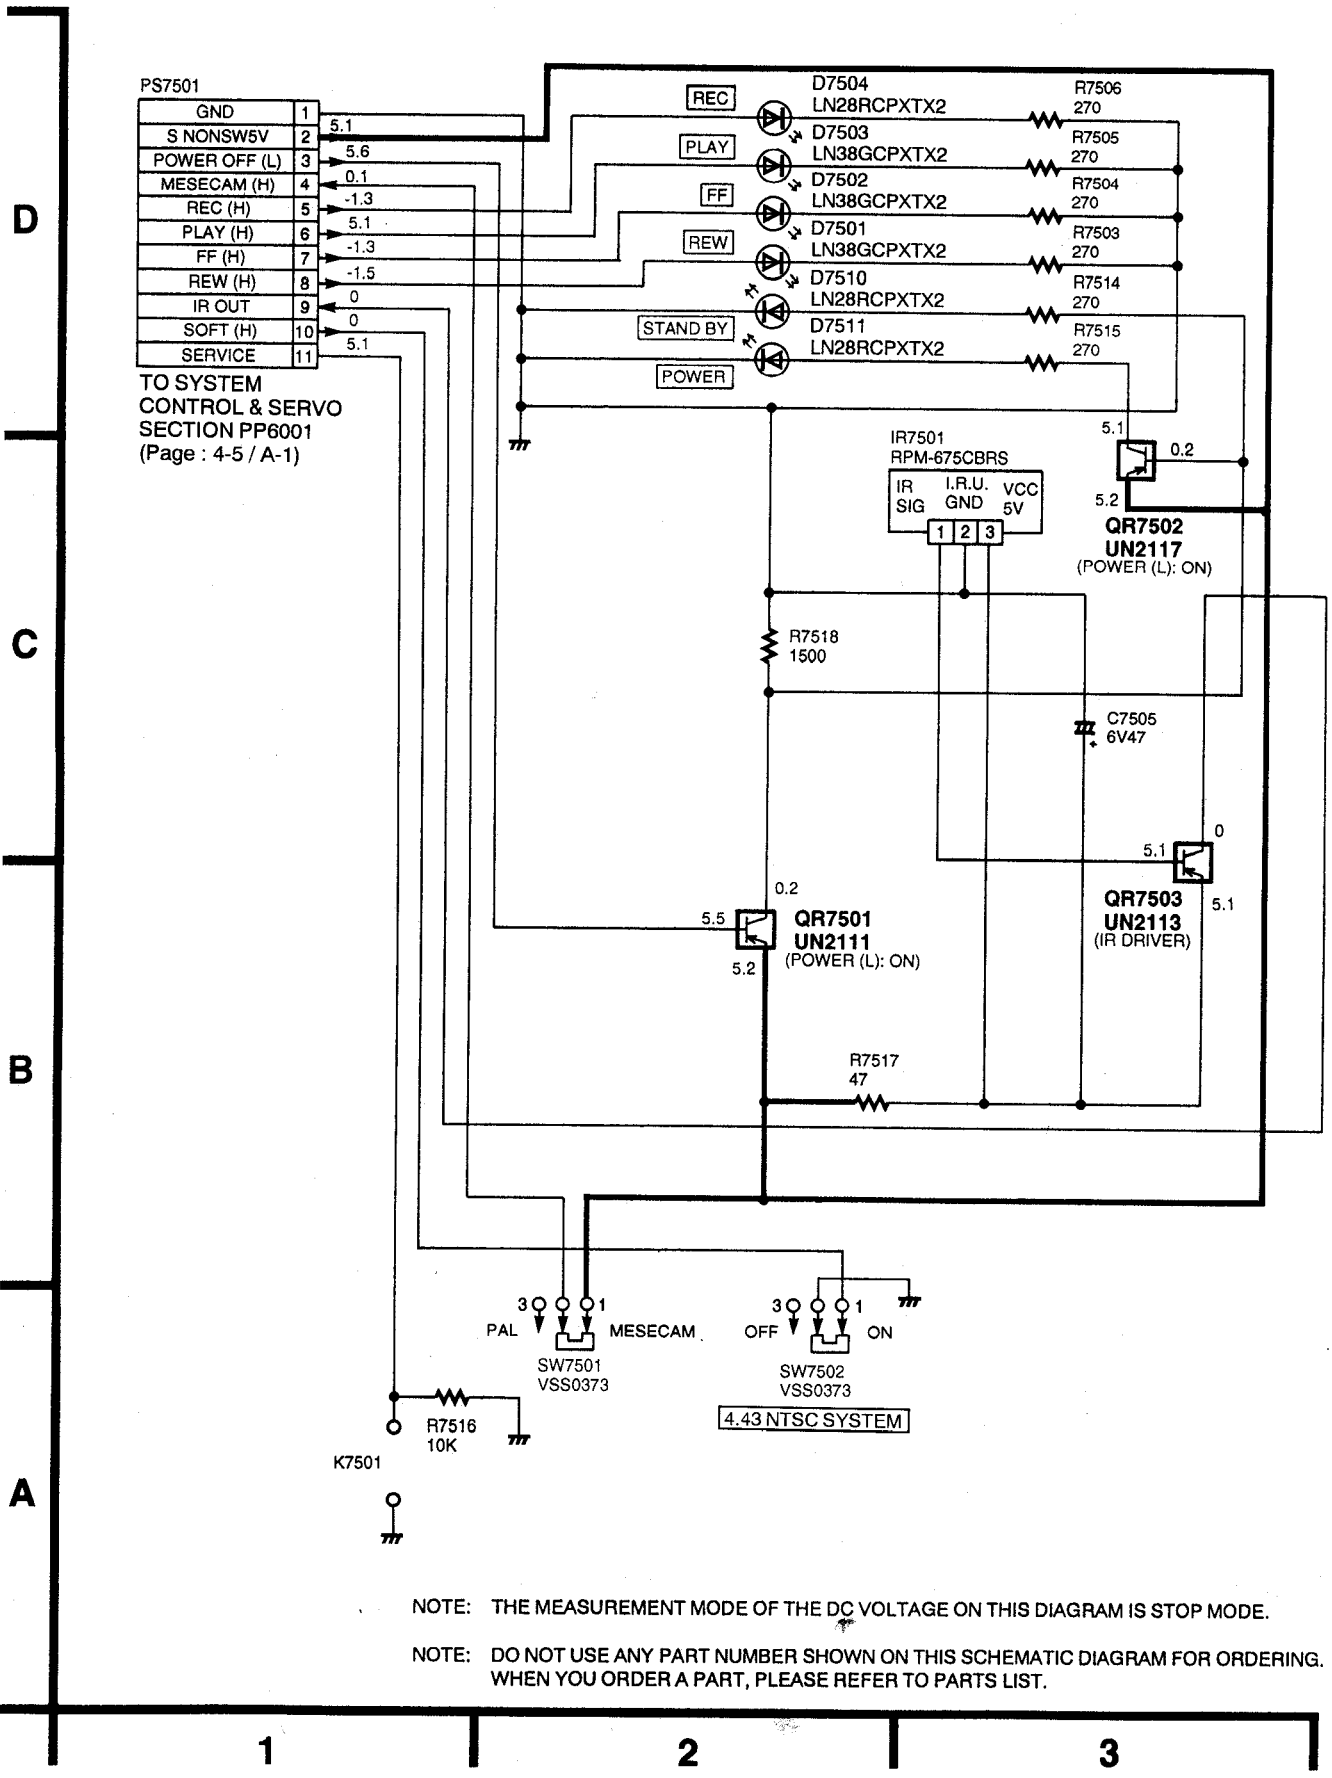 PS7501
GND 1
S NONSW5V 2 5.1
POWER OFF (L) 3 5.6
MESECAM (H) 4 0.1
REC (H) 5 -1.3
PLAY (H) 6 5.1
FF (H) 7 -1.3
REW (H) 8 -1.5
IR OUT 9 0
SOFT (H) 10 0
SERVICE 11 5.1
TO SYSTEM
CONTROL & SERVO
SECTION PP6001
(Page : 4-5 / A-1)
REC
D7504
LN28RCPXTX2
R7506
270
PLAY
D7503
LN38GCPXTX2
R7505
270
FF
D7502
LN38GCPXTX2
R7504
270
REW
D7501
LN38GCPXTX2
R7503
270
STAND BY
D7510
LN28RCPXTX2
R7514
270
POWER
D7511
LN28RCPXTX2
R7515
270
D
IR7501
RPM-675CBRS
IR
SIG
I.R.U.
GND
VCC
5V
1 2 3
5.1
0.2
5.2
QR7502
UN2117
(POWER (L): ON)
C
R7518
1500
C7505
6V47
+
0
5.1
5.1
QR7503
UN2113
(IR DRIVER)
0.2
5.5
5.2
QR7501
UN2111
(POWER (L): ON)
B
R7517
47
3 1
PAL MESECAM
SW7501
VSS0373
3 1
OFF ON
SW7502
VSS0373
4.43 NTSC SYSTEM
R7516
10K
K7501
A
NOTE: THE MEASUREMENT MODE OF THE DC VOLTAGE ON THIS DIAGRAM IS STOP MODE.
NOTE: DO NOT USE ANY PART NUMBER SHOWN ON THIS SCHEMATIC DIAGRAM FOR ORDERING.
WHEN YOU ORDER A PART, PLEASE REFER TO PARTS LIST.
1 2 3